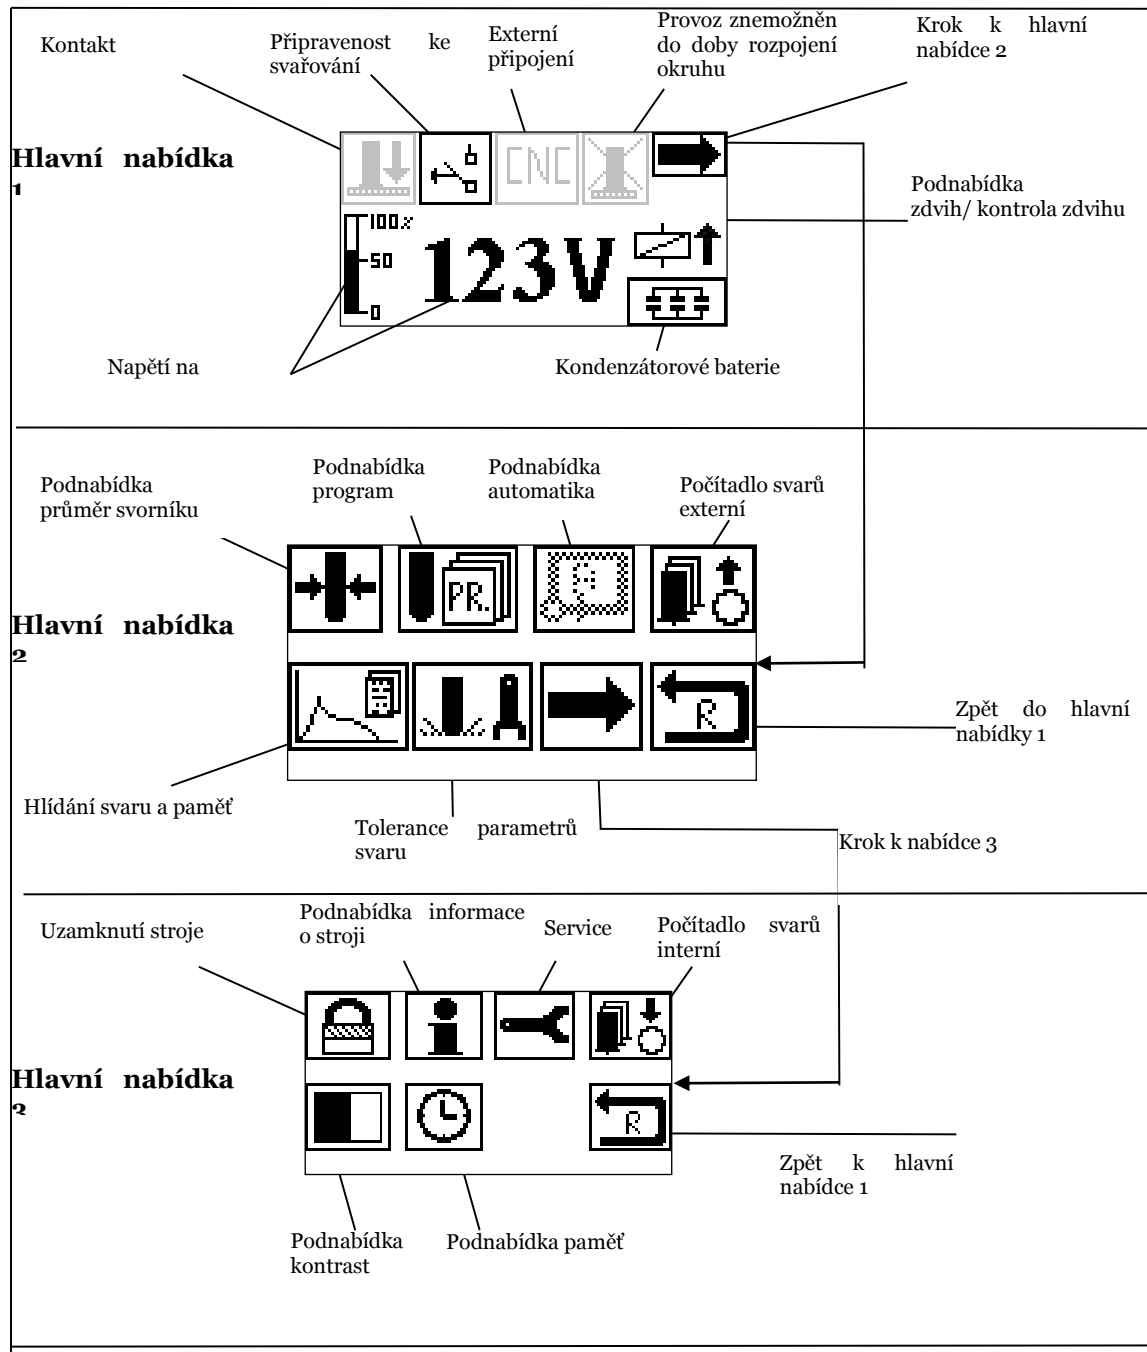 Kontakt
Připravenost ke
svařování
Externí
připojení
Provoz znemožněn
do doby rozpojení
okruhu
Krok k hlavní
nabídce 2
Hlavní nabídka
1
CNC
100%
50
0
123V
Podnabídka
zdvih/ kontrola zdvihu
Napětí na
Kondenzátorové baterie
Podnabídka
průměr svorníku
Podnabídka
program
Podnabídka
automatika
Počítadlo svarů
externí
Hlavní nabídka
2
PR.
R
Zpět do hlavní
nabídky 1
Hlídání svaru a paměť
Tolerance parametrů
svaru
Krok k nabídce 3
Uzamknutí stroje
Podnabídka informace
o stroji
Service
Počítadlo svarů
interní
Hlavní nabídka
3
R
Zpět k hlavní
nabídce 1
Podnabídka
kontrast
Podnabídka paměť